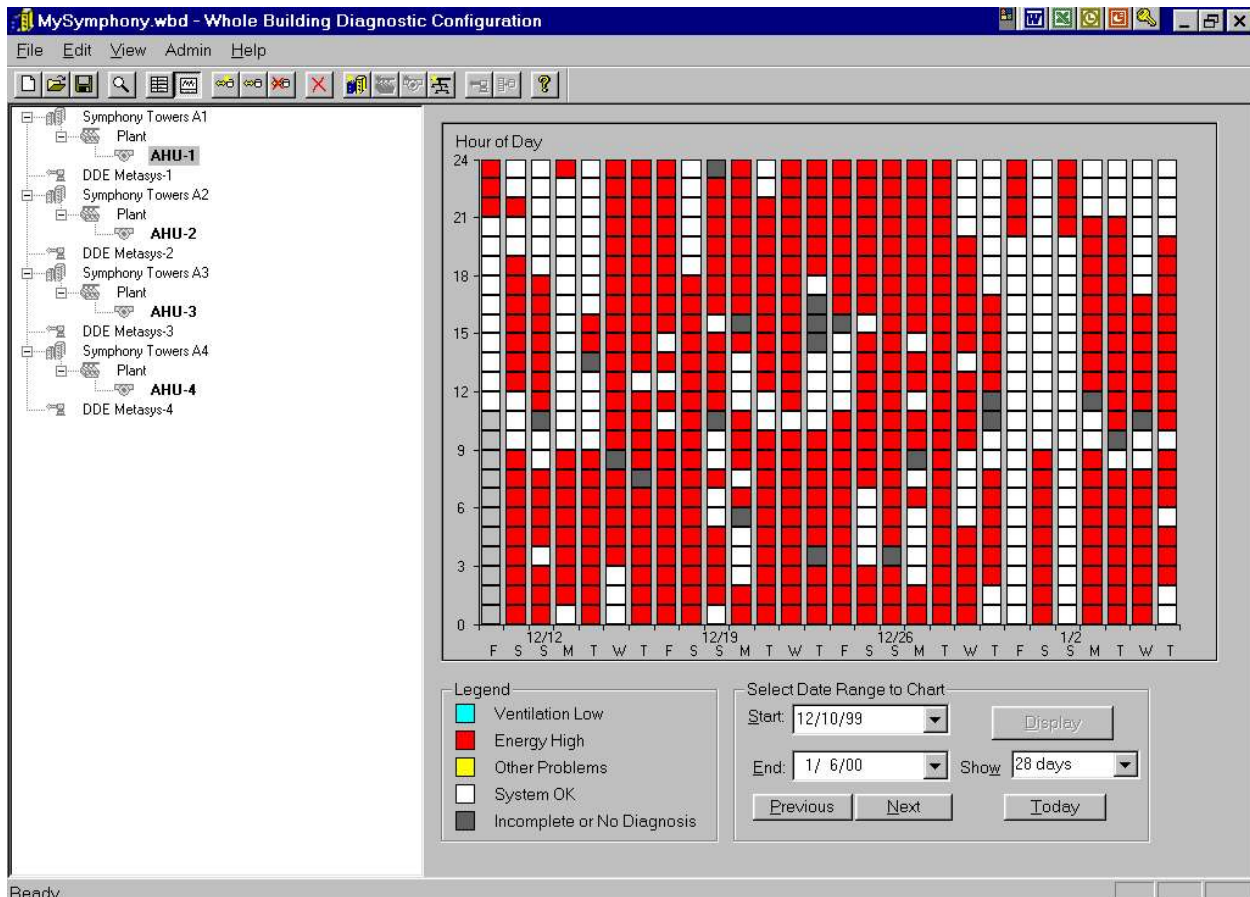 MySymphony.wbd - Whole Building Diagnostic Configuration
File Edit View Admin Help
Symphony Towers A1
Plant
AHU-1
DDE Metasys-1
Symphony Towers A2
Plant
AHU-2
DDE Metasys-2
Symphony Towers A3
Plant
AHU-3
DDE Metasys-3
Symphony Towers A4
Plant
AHU-4
DDE Metasys-4
Hour of Day
24
21
18
15
12
9
6
3
0
12/12 12/19 12/26 1/2
F S S M T W T F S S M T W T F S S M T W T F S S M T W T
Legend
Ventilation Low
Energy High
Other Problems
System OK
Incomplete or No Diagnosis
Select Date Range to Chart
Start: 12/10/99 Display
End: 1/ 6/00 Show 28 days
Previous Next Today
Ready